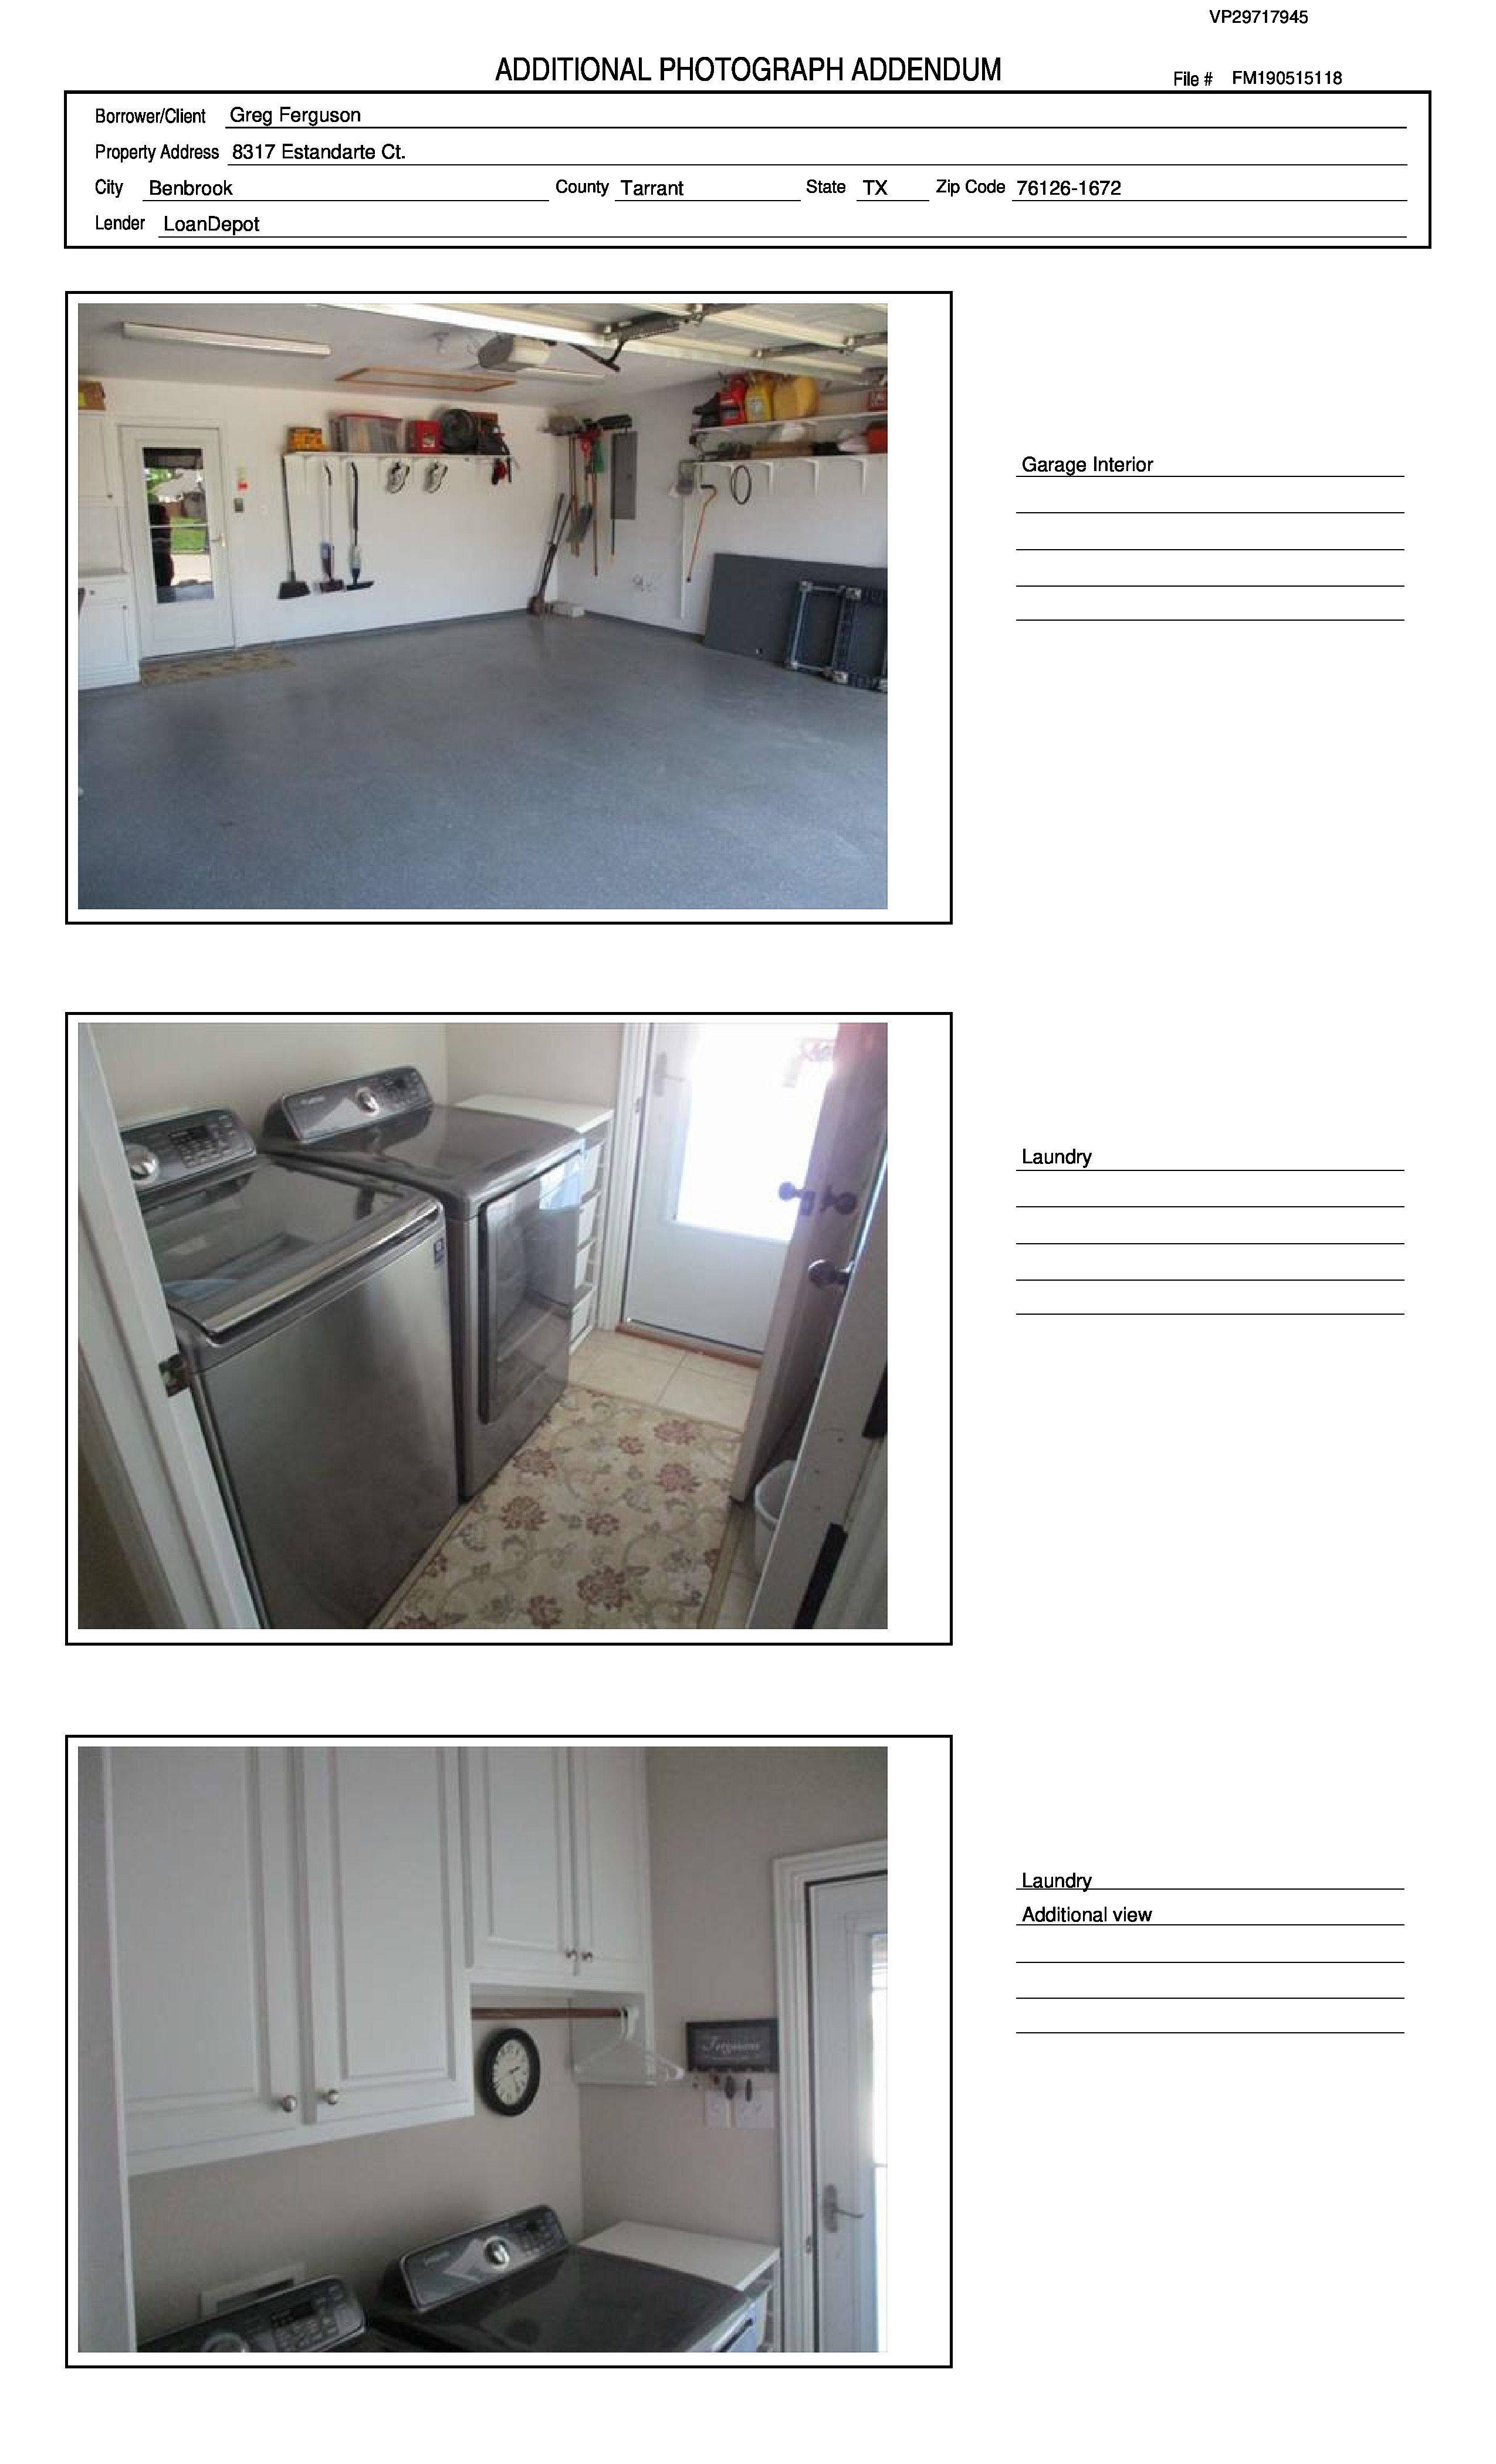 VP29717945
ADDITIONAL PHOTOGRAPH ADDENDUM
File # FM190515118
Borrower/Client Greg Ferguson
Property Address 8317 Estandarte Ct.
City Benbrook County Tarrant State TX Zip Code 76126-1672
Lender LoanDepot
Garage Interior
Laundry
Laundry
Additional view
Ferguson